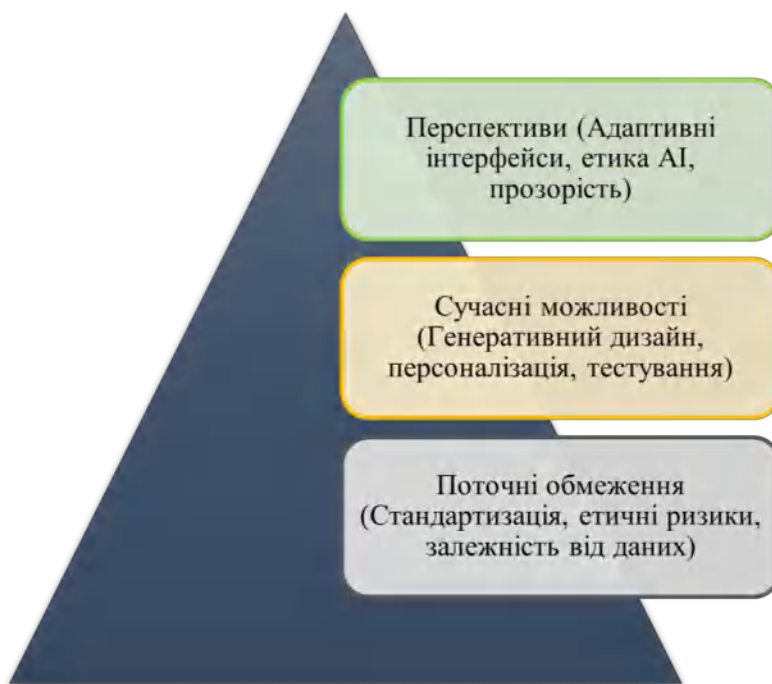 Перспективи (Адаптивні
інтерфейси, етика AI,
прозорість)
Сучасні можливості
(Генеративний дизайн,
персоналізація, тестування)
Поточні обмеження
(Стандартизація, етичні ризики,
залежність від даних)